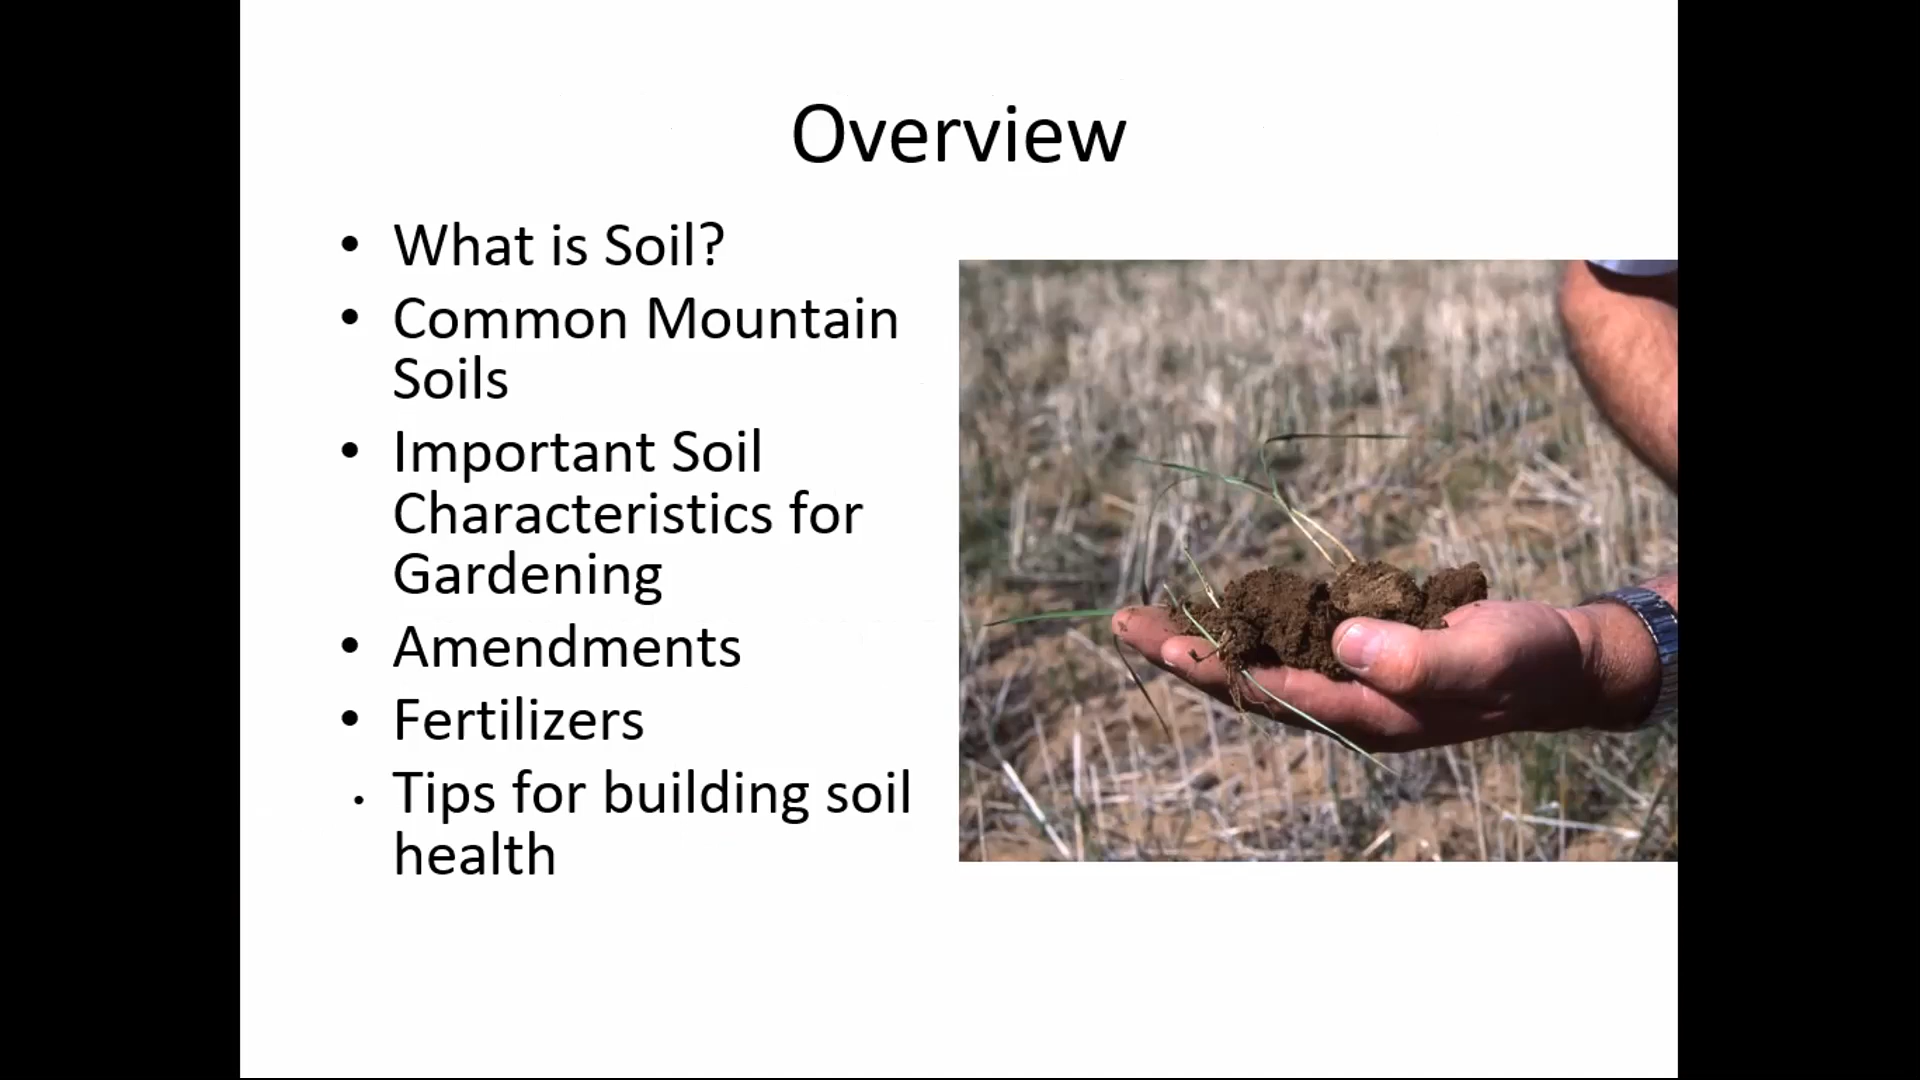 Overview
• What is Soil?
• Common Mountain
Soils
• Important Soil
Characteristics for
Gardening
• Amendments
• Fertilizers
• Tips for building soil
health